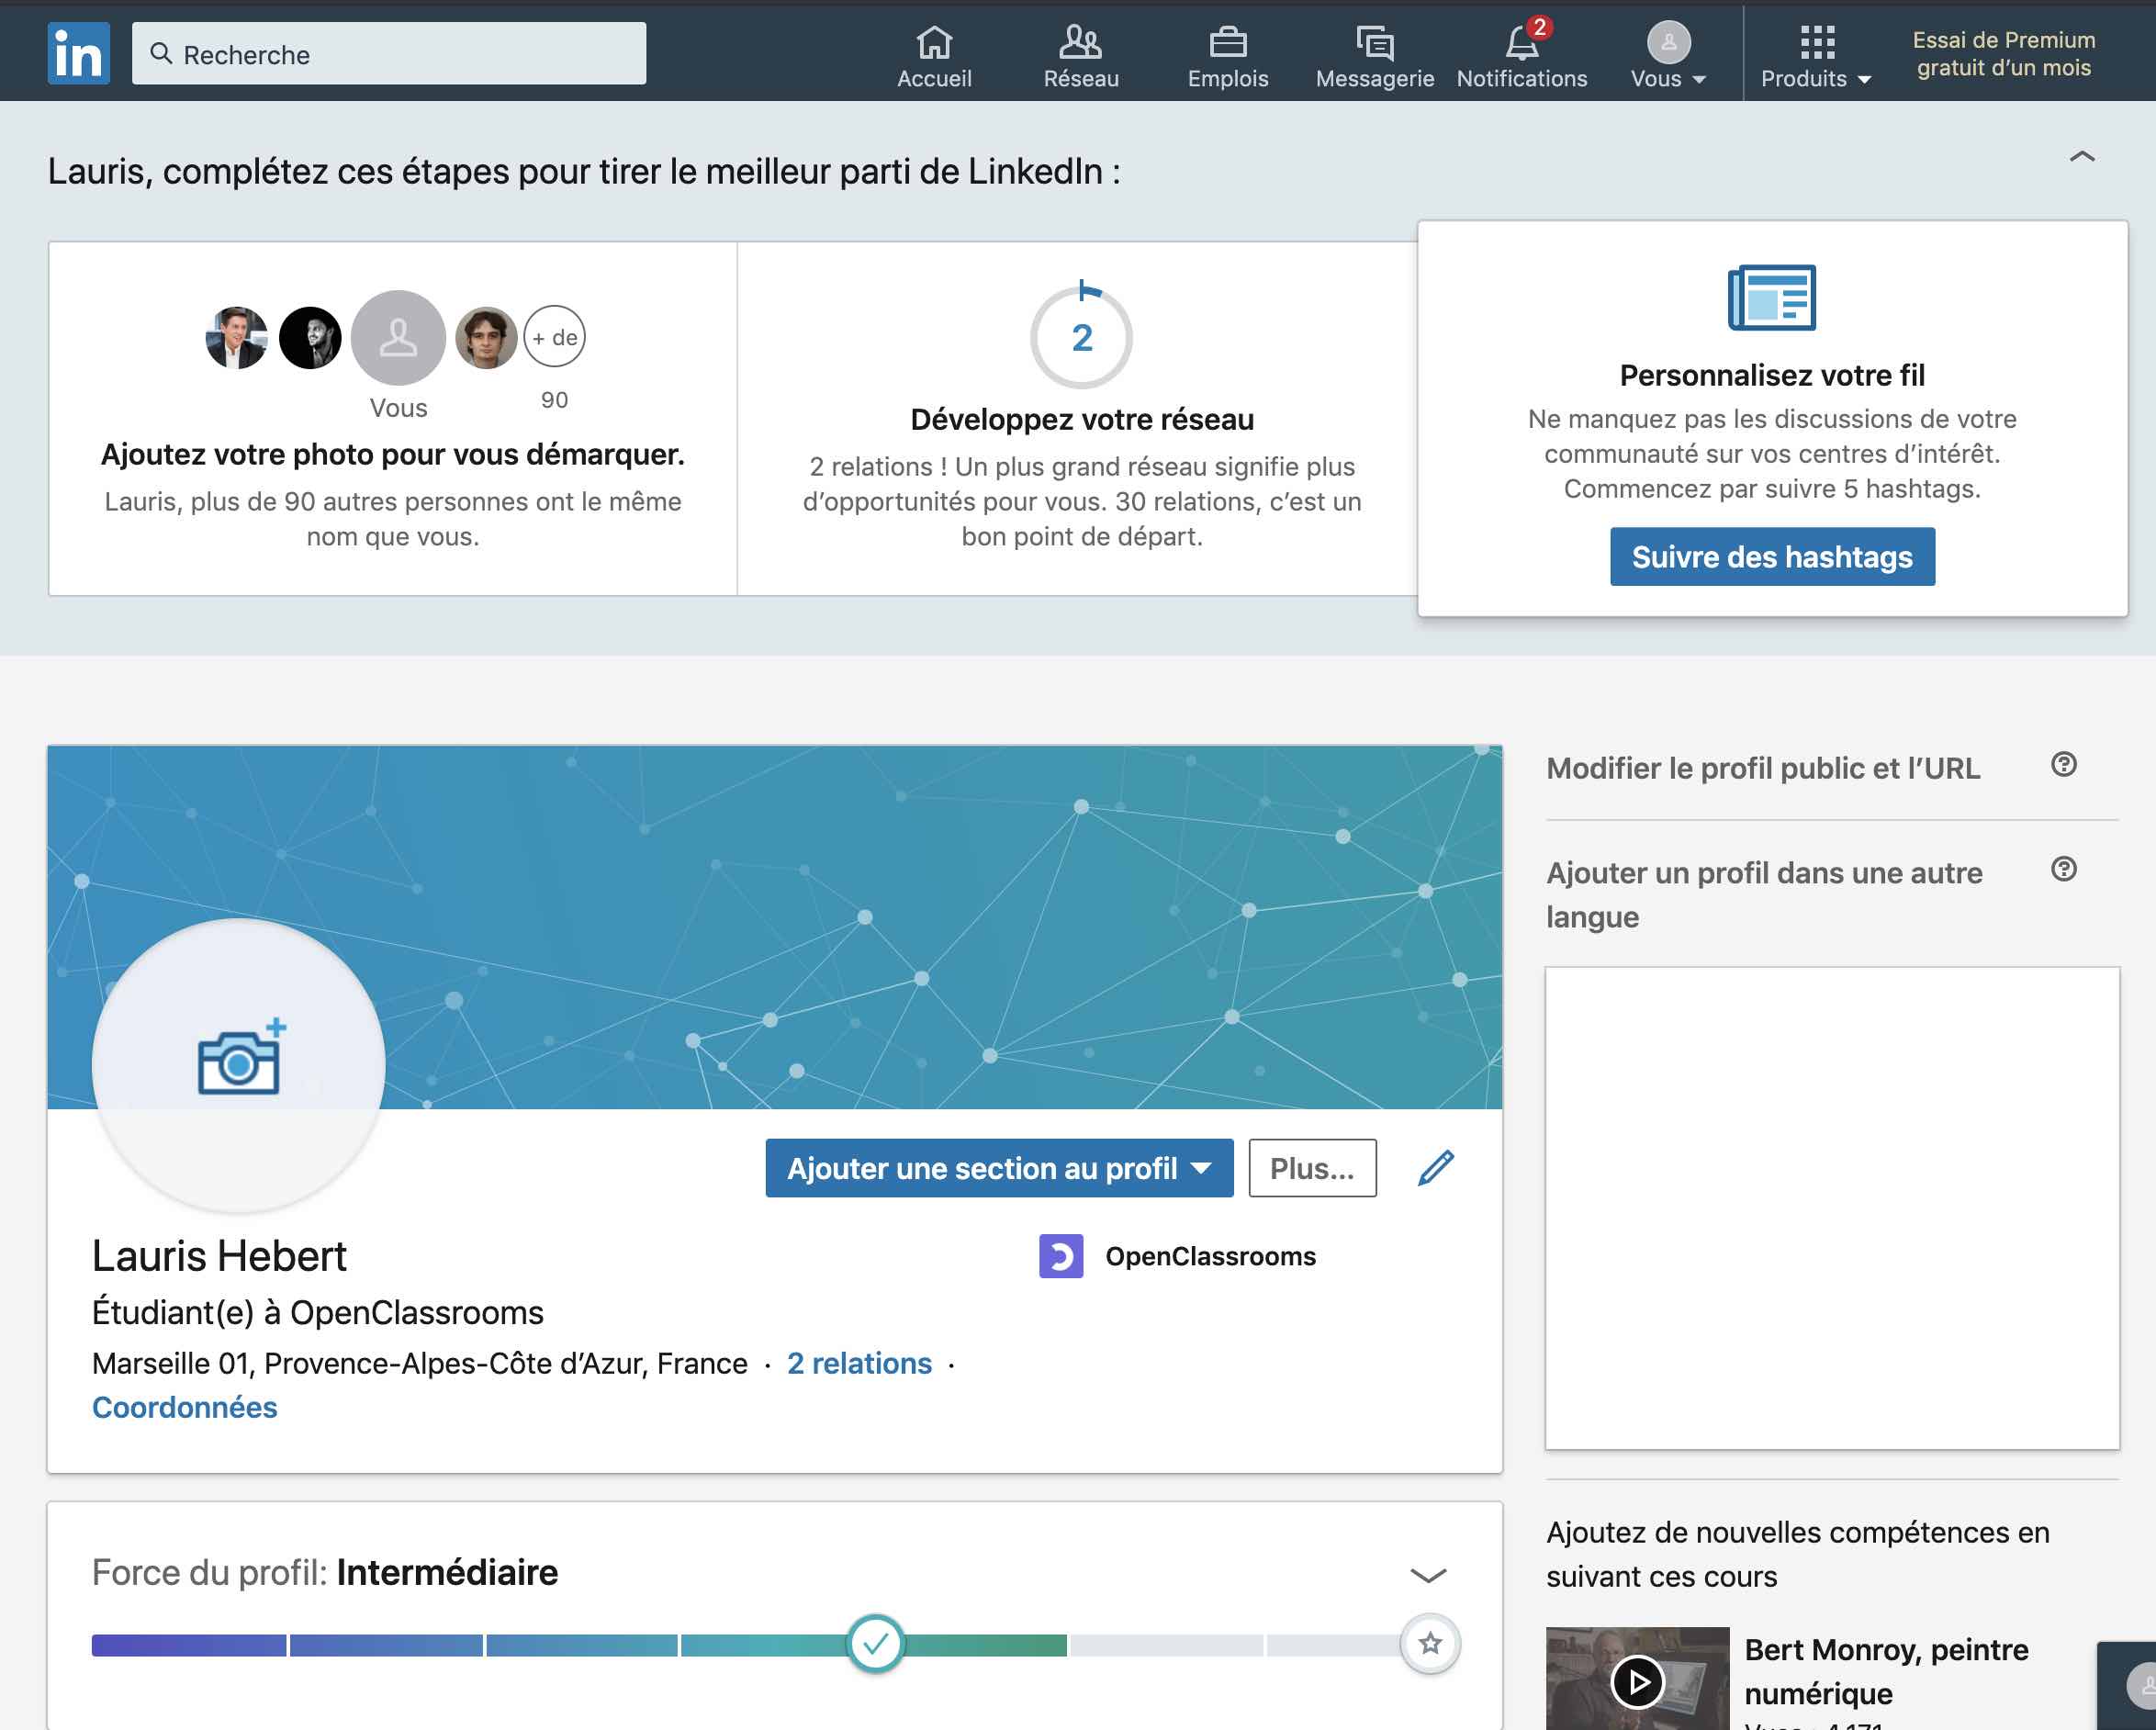 in
Recherche
Accueil
Réseau
Emplois
Messagerie
2
Notifications
Vous
Produits
Essai de Premium
gratuit d’un mois
Lauris, complétez ces étapes pour tirer le meilleur parti de LinkedIn :
+ de
90
Vous
Ajoutez votre photo pour vous démarquer.
Lauris, plus de 90 autres personnes ont le même
nom que vous.
2
Développez votre réseau
2 relations ! Un plus grand réseau signifie plus
d’opportunités pour vous. 30 relations, c’est un
bon point de départ.
Personnalisez votre fil
Ne manquez pas les discussions de votre
communauté sur vos centres d’intérêt.
Commencez par suivre 5 hashtags.
Suivre des hashtags
Ajouter une section au profil
Plus...
Lauris Hebert
OpenClassrooms
Étudiant(e) à OpenClassrooms
Marseille 01, Provence-Alpes-Côte d’Azur, France · 2 relations ·
Coordonnées
Force du profil: Intermédiaire
Modifier le profil public et l’URL
Ajouter un profil dans une autre
langue
Ajoutez de nouvelles compétences en
suivant ces cours
Bert Monroy, peintre
numérique